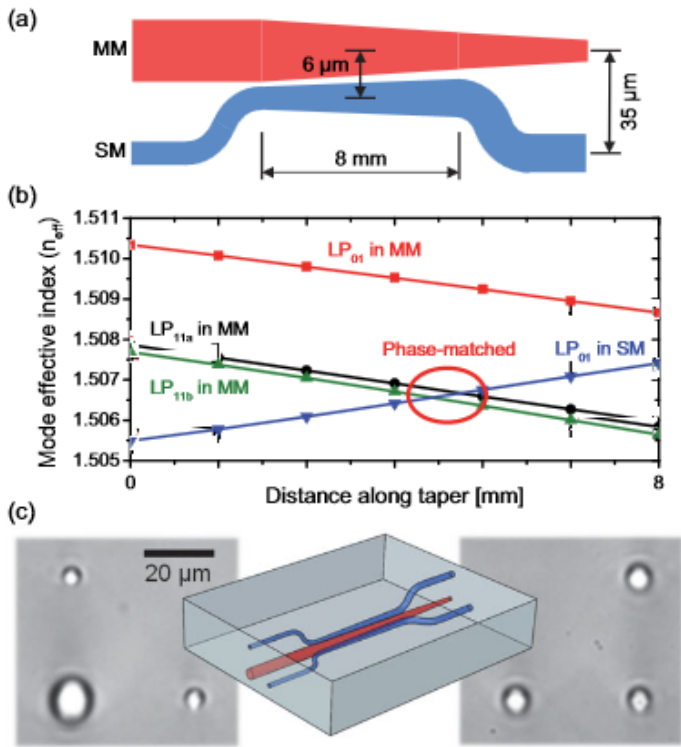 (a)
MM
6 µm
35 µm
SM
8 mm
(b)
Mode effective index (n_eff)
1.511
1.510
1.509
1.508
1.507
1.506
1.505
LP₀₁ in MM
LP₁₁ₐ in MM
Phase-matched
LP₀₁ in SM
LP₁₁b in MM
0
2
4
6
8
Distance along taper [mm]
(c)
20 µm